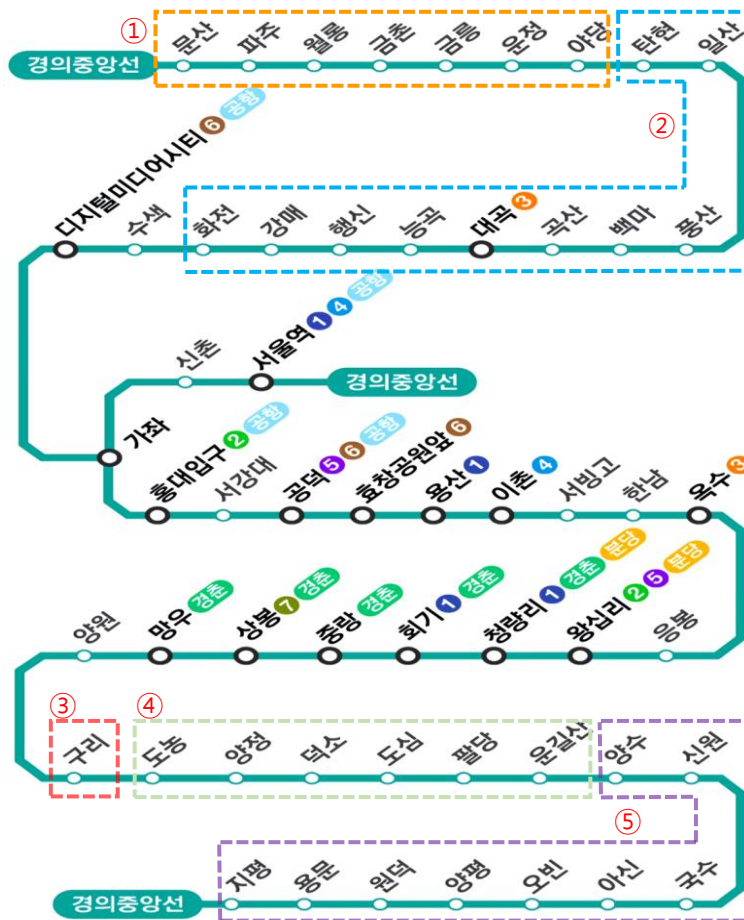 ①
경의중앙선 문산 파주 월롱 금촌 금릉 운정 야당 탄현 일산
②
디지털미디어시티 6 공항 수색 화전 강매 행신 능곡 대곡 3 곡산 백마 풍산
신촌 서울역 1 4 공항 경의중앙선
가좌
홍대입구 2 공항 서강대 공덕 5 6 공항 효창공원앞 6 용산 1 이촌 4 서빙고 한남 옥수 3
양원 망우 경춘 상봉 7 경춘 중랑 경춘 회기 1 경춘 청량리 1 경춘 분당 왕십리 2 5 분당 응봉
③ ④
구리 도농 양정 덕소 도심 팔당 운길산 양수 신원
⑤
경의중앙선 지평 용문 원덕 양평 오빈 아신 국수